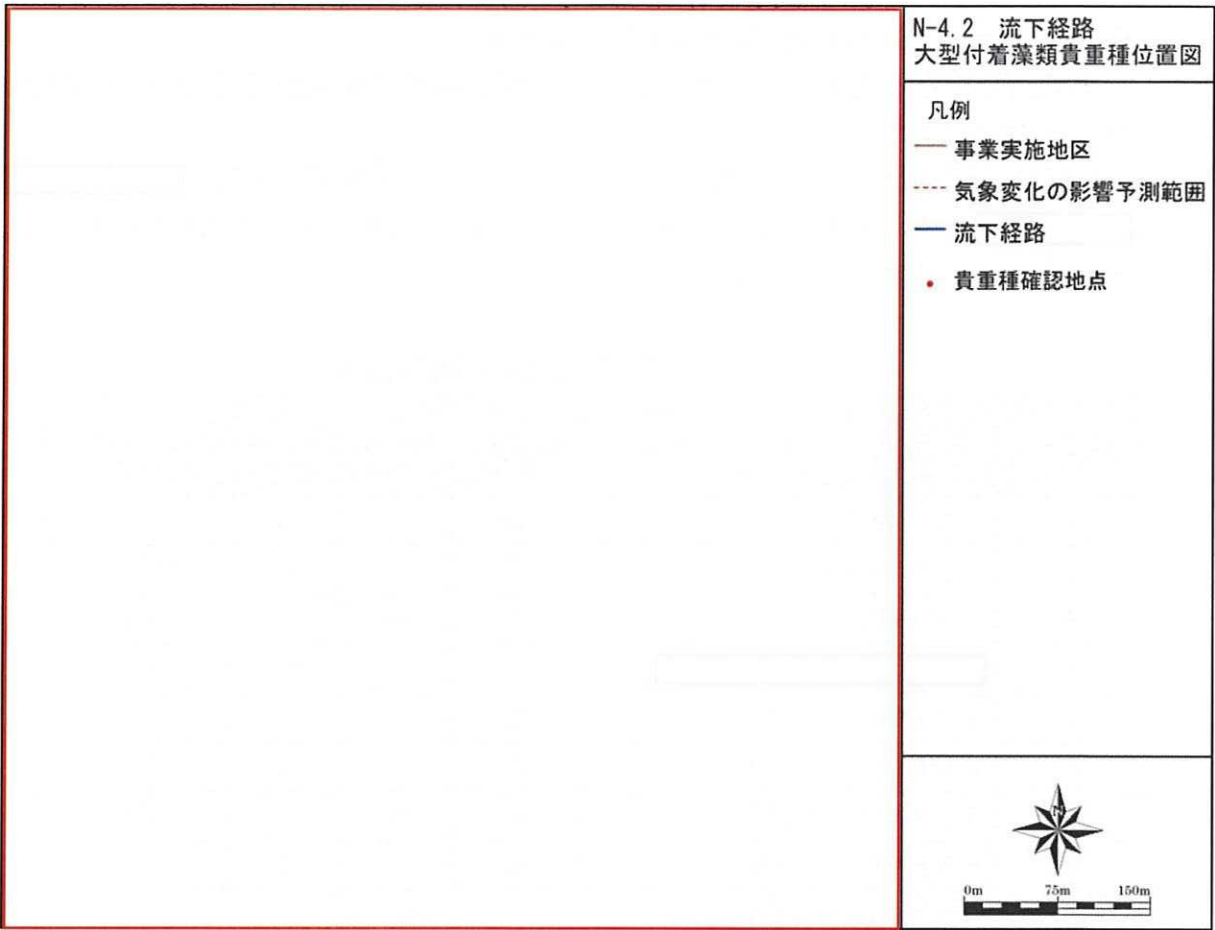 N-4.2 流下経路
大型付着藻類貴重種位置図
凡例
事業実施地区
気象変化の影響予測範囲
流下経路
貴重種確認地点
N
0m 75m 150m